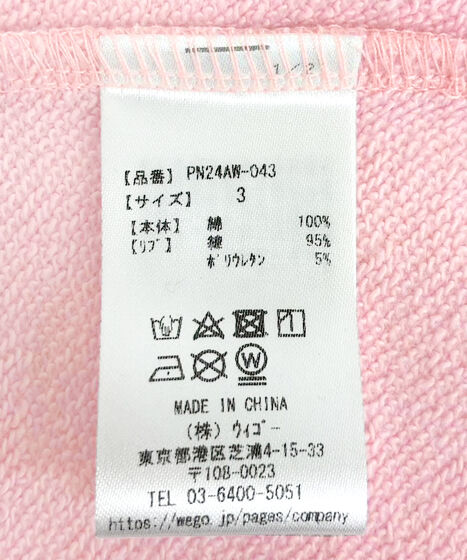 1/2
【品番】 PN24AW-043
【サイズ】 3
【本体】 綿 100%
【リブ】 綿 95%
ポリウレタン 5%
W
MADE IN CHINA
(株) ウィゴー
東京都港区芝浦4-15-33
〒108-0023
TEL 03-6400-5051
https://wego.jp/pages/company